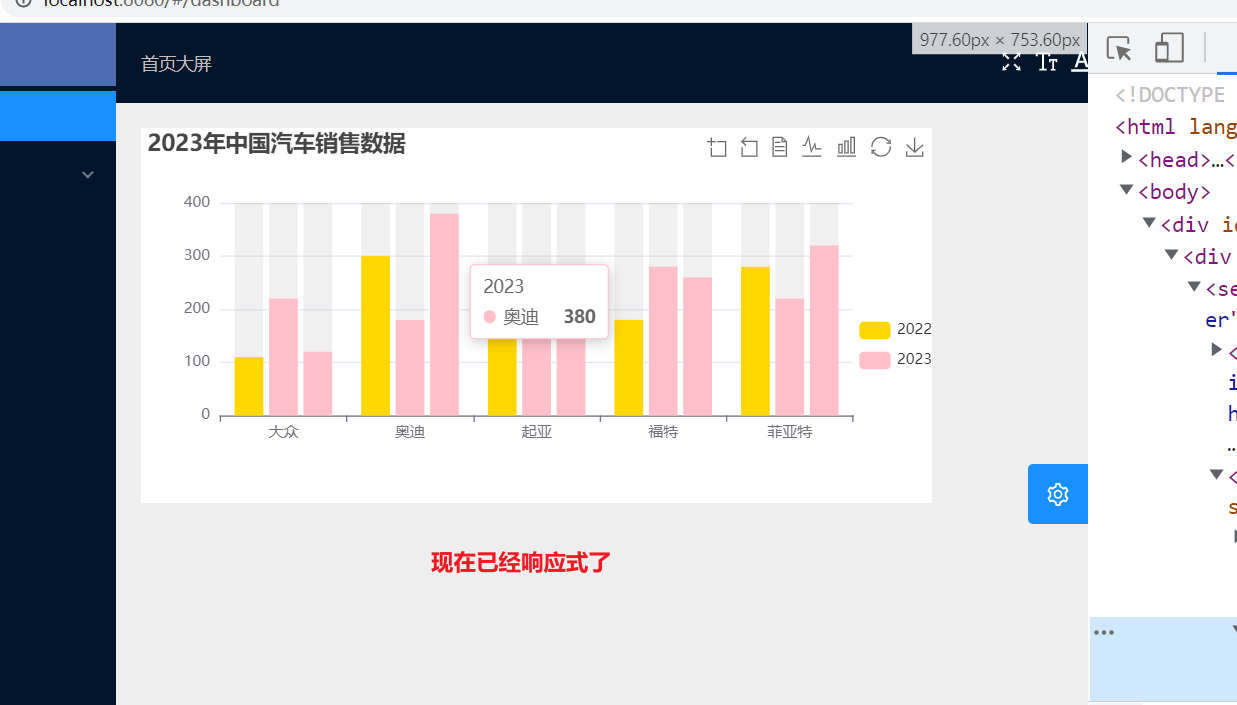 localhost:8080/#/dashboard
977.60px × 753.60px
首页大屏
2023年中国汽车销售数据
400
300
200
100
0
大众
奥迪
起亚
福特
菲亚特
2023
奥迪 380
2022
2023
现在已经响应式了
<!DOCTYPE
<html lang
<head>…<
<body>
<div
<div
<se
er'
<
i
h
…
<
s